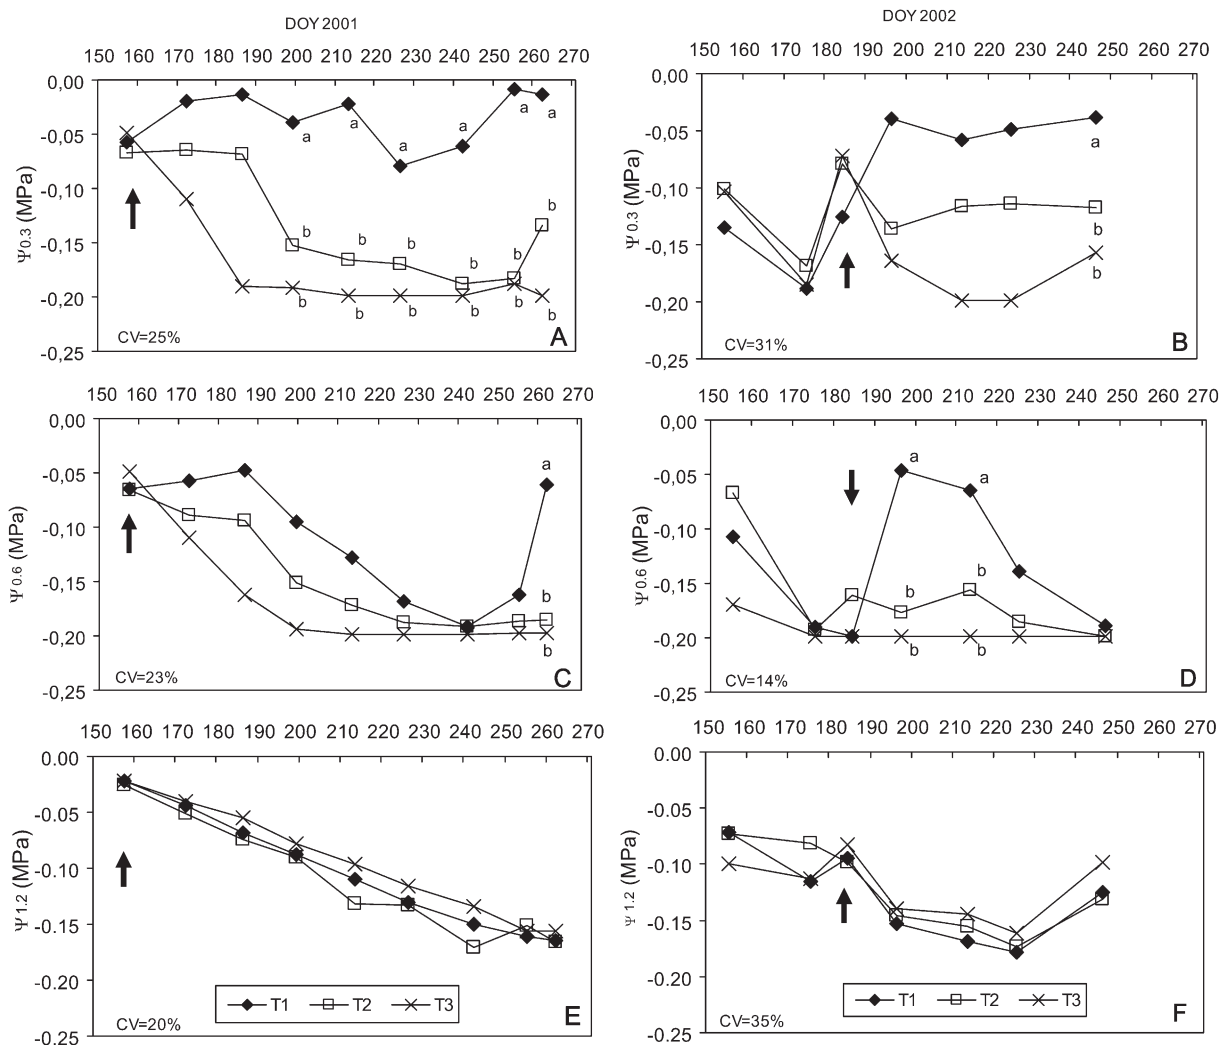 DOY 2001
150 160 170 180 190 200 210 220 230 240 250 260 270
0,00
-0,05
-0,10
-0,15
-0,20
-0,25
Ψ0.3 (MPa)
a a a a a a
b b b b b b
b b b b b b
CV=25%
A
DOY 2002
150 160 170 180 190 200 210 220 230 240 250 260 270
0,00
-0,05
-0,10
-0,15
-0,20
-0,25
Ψ0.3 (MPa)
a
b
b
CV=31%
B
150 160 170 180 190 200 210 220 230 240 250 260 270
0,00
-0,05
-0,10
-0,15
-0,20
-0,25
Ψ0.6 (MPa)
a
b
b
CV=23%
C
150 160 170 180 190 200 210 220 230 240 250 260 270
0,00
-0,05
-0,10
-0,15
-0,20
-0,25
Ψ0.6 (MPa)
a a
b b
b b
CV=14%
D
150 160 170 180 190 200 210 220 230 240 250 260 270
0.00
-0.05
-0.10
-0.15
-0.20
-0.25
Ψ1.2 (MPa)
T1 T2 T3
CV=20%
E
150 160 170 180 190 200 210 220 230 240 250 260 270
0.00
-0.05
-0.10
-0.15
-0.20
-0.25
Ψ1.2 (MPa)
T1 T2 T3
CV=35%
F